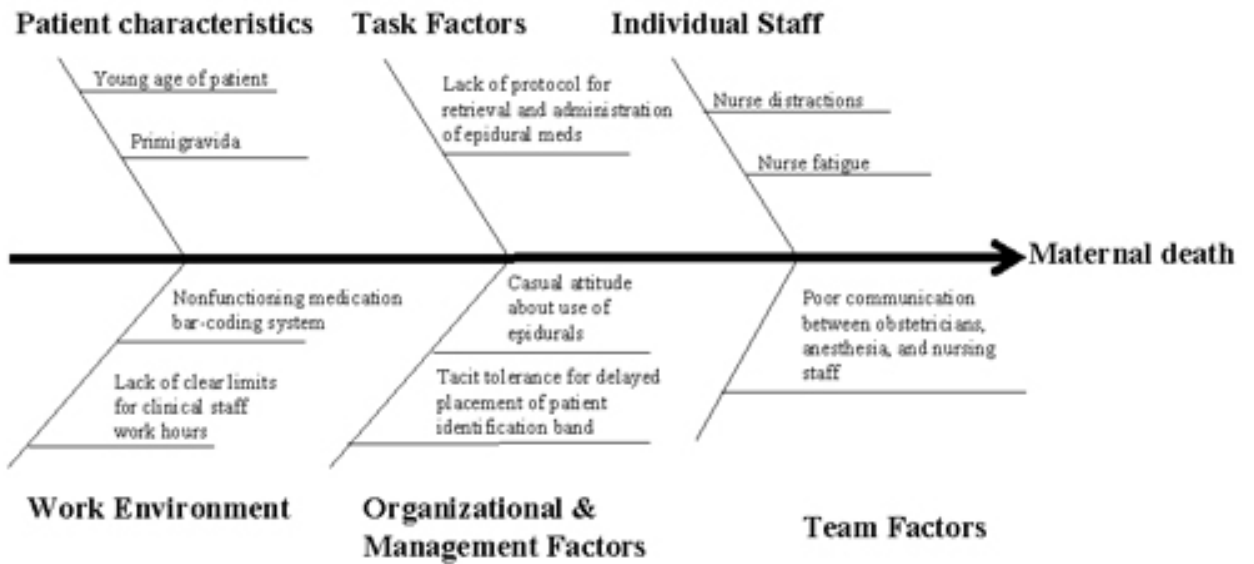 Patient characteristics
Task Factors
Individual Staff
Young age of patient
Primigravida
Lack of protocol for
retrieval and administration
of epidural meds
Nurse distractions
Nurse fatigue
Maternal death
Nonfunctioning medication
bar-coding system
Lack of clear limits
for clinical staff
work hours
Casual attitude
about use of
epidurals
Tacit tolerance for delayed
placement of patient
identification band
Poor communication
between obstetricians,
anesthesia, and nursing
staff
Work Environment
Organizational &
Management Factors
Team Factors